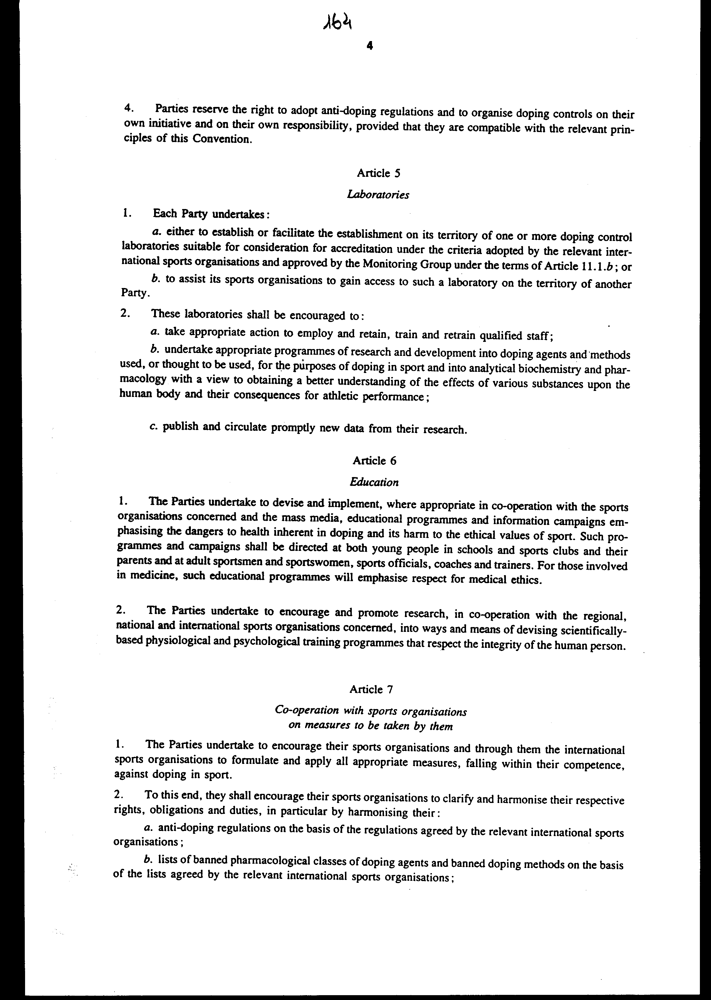 164
4
4. Parties reserve the right to adopt anti-doping regulations and to organise doping controls on their
own initiative and on their own responsibility, provided that they are compatible with the relevant prin-
ciples of this Convention.
Article 5
Laboratories
1. Each Party undertakes:
a. either to establish or facilitate the establishment on its territory of one or more doping control
laboratories suitable for consideration for accreditation under the criteria adopted by the relevant inter-
national sports organisations and approved by the Monitoring Group under the terms of Article 11.1.b; or
b. to assist its sports organisations to gain access to such a laboratory on the territory of another
Party.
2. These laboratories shall be encouraged to:
a. take appropriate action to employ and retain, train and retrain qualified staff;
b. undertake appropriate programmes of research and development into doping agents and methods
used, or thought to be used, for the purposes of doping in sport and into analytical biochemistry and phar-
macology with a view to obtaining a better understanding of the effects of various substances upon the
human body and their consequences for athletic performance;
c. publish and circulate promptly new data from their research.
Article 6
Education
1. The Parties undertake to devise and implement, where appropriate in co-operation with the sports
organisations concerned and the mass media, educational programmes and information campaigns em-
phasising the dangers to health inherent in doping and its harm to the ethical values of sport. Such pro-
grammes and campaigns shall be directed at both young people in schools and sports clubs and their
parents and at adult sportsmen and sportswomen, sports officials, coaches and trainers. For those involved
in medicine, such educational programmes will emphasise respect for medical ethics.
2. The Parties undertake to encourage and promote research, in co-operation with the regional,
national and international sports organisations concerned, into ways and means of devising scientifically-
based physiological and psychological training programmes that respect the integrity of the human person.
Article 7
Co-operation with sports organisations
on measures to be taken by them
1. The Parties undertake to encourage their sports organisations and through them the international
sports organisations to formulate and apply all appropriate measures, falling within their competence,
against doping in sport.
2. To this end, they shall encourage their sports organisations to clarify and harmonise their respective
rights, obligations and duties, in particular by harmonising their:
a. anti-doping regulations on the basis of the regulations agreed by the relevant international sports
organisations;
b. lists of banned pharmacological classes of doping agents and banned doping methods on the basis
of the lists agreed by the relevant international sports organisations;